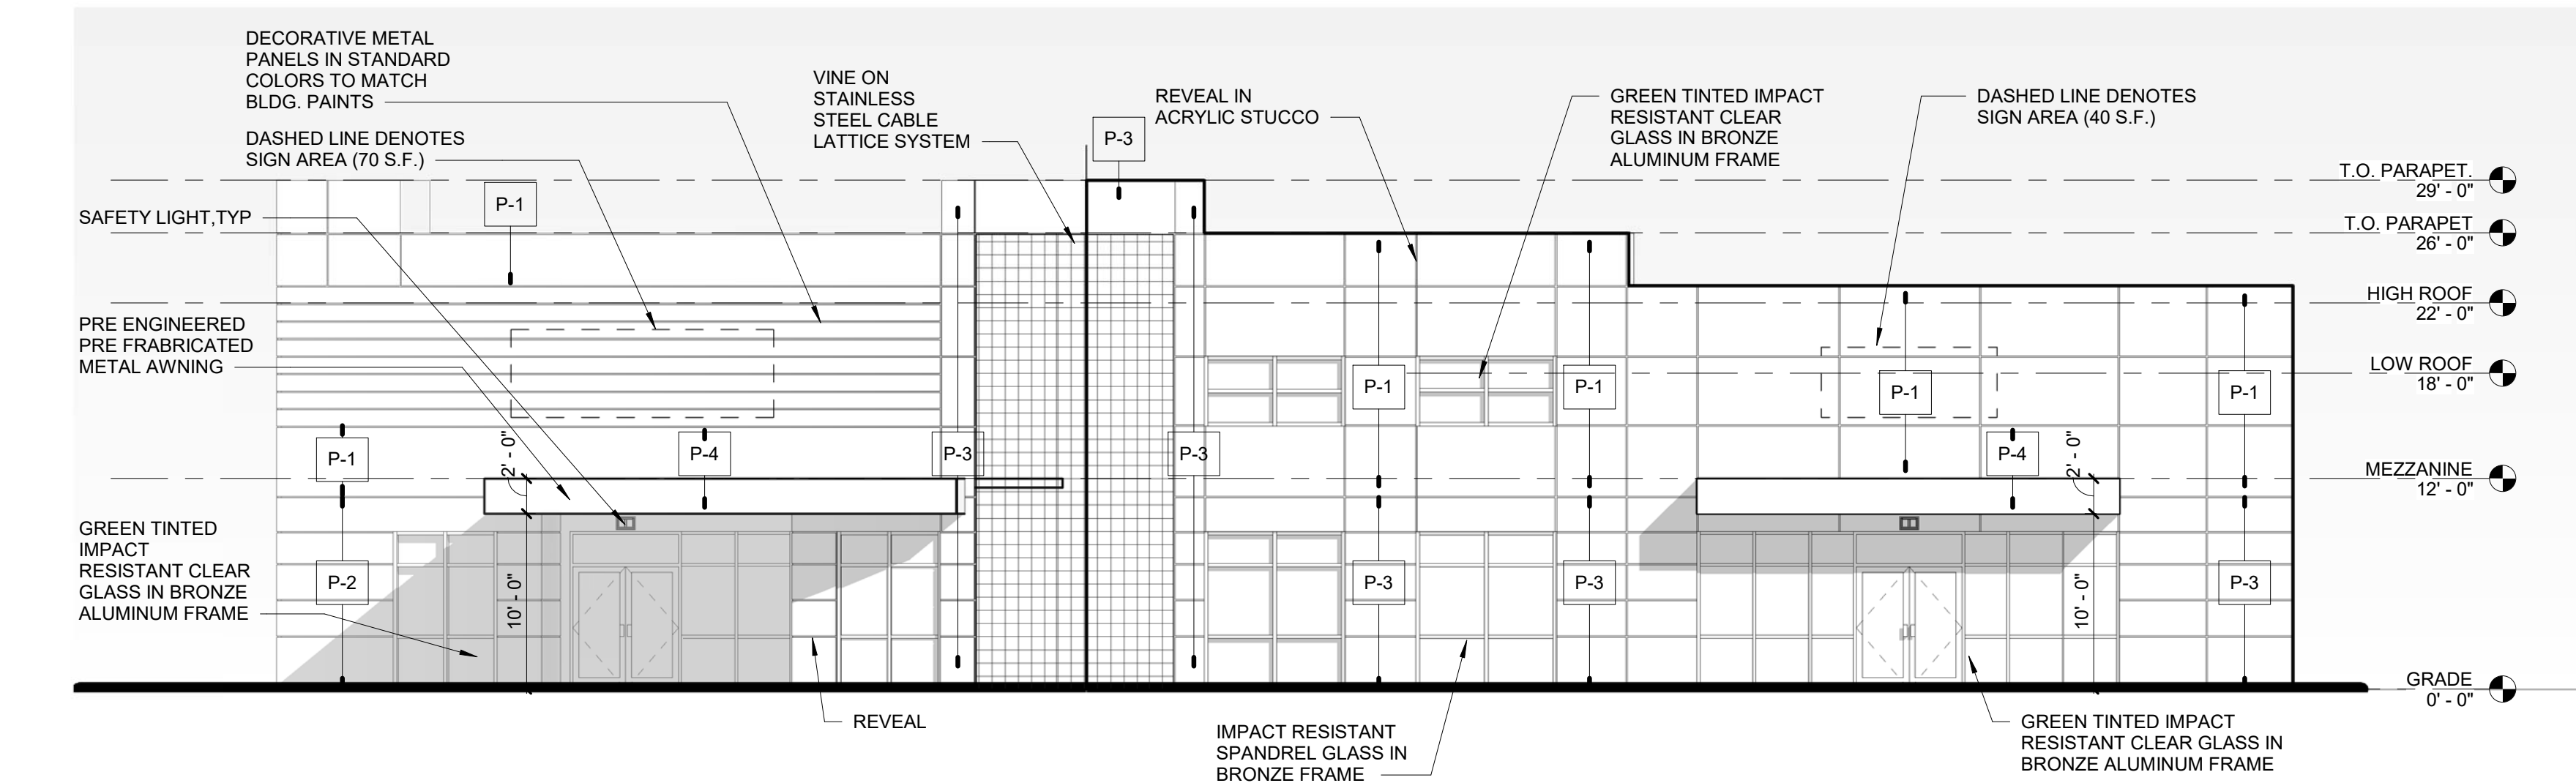 DECORATIVE METAL
PANELS IN STANDARD
COLORS TO MATCH
BLDG. PAINTS
DASHED LINE DENOTES
SIGN AREA (70 S.F.)
SAFETY LIGHT,TYP
PRE ENGINEERED
PRE FRABRICATED
METAL AWNING
GREEN TINTED
IMPACT
RESISTANT CLEAR
GLASS IN BRONZE
ALUMINUM FRAME
VINE ON
STAINLESS
STEEL CABLE
LATTICE SYSTEM
REVEAL IN
ACRYLIC STUCCO
GREEN TINTED IMPACT
RESISTANT CLEAR
GLASS IN BRONZE
ALUMINUM FRAME
DASHED LINE DENOTES
SIGN AREA (40 S.F.)
T.O. PARAPET.
29' - 0"
T.O. PARAPET
26' - 0"
HIGH ROOF
22' - 0"
LOW ROOF
18' - 0"
MEZZANINE
12' - 0"
GRADE
0' - 0"
P-3
P-1
P-1
P-1
P-1
P-1
P-1
P-4
P-3
P-3
P-4
2' - 0"
2' - 0"
P-2
P-3
P-3
P-3
10' - 0"
10' - 0"
REVEAL
IMPACT RESISTANT
SPANDREL GLASS IN
BRONZE FRAME
GREEN TINTED IMPACT
RESISTANT CLEAR GLASS IN
BRONZE ALUMINUM FRAME